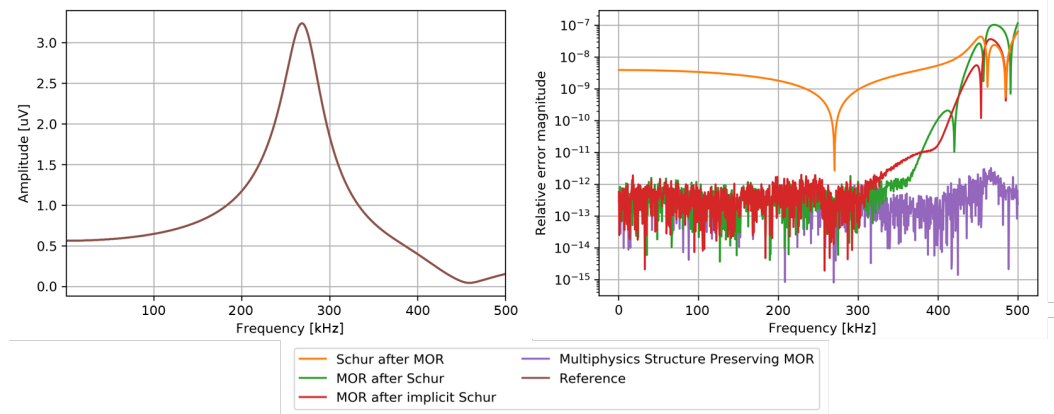 Amplitude [uV]
3.0
2.5
2.0
1.5
1.0
0.5
0.0
100 200 300 400 500
Frequency [kHz]
Relative error magnitude
10⁻⁷
10⁻⁸
10⁻⁹
10⁻¹⁰
10⁻¹¹
10⁻¹²
10⁻¹³
10⁻¹⁴
10⁻¹⁵
0 100 200 300 400 500
Frequency [kHz]
Schur after MOR
MOR after Schur
MOR after implicit Schur
Multiphysics Structure Preserving MOR
Reference